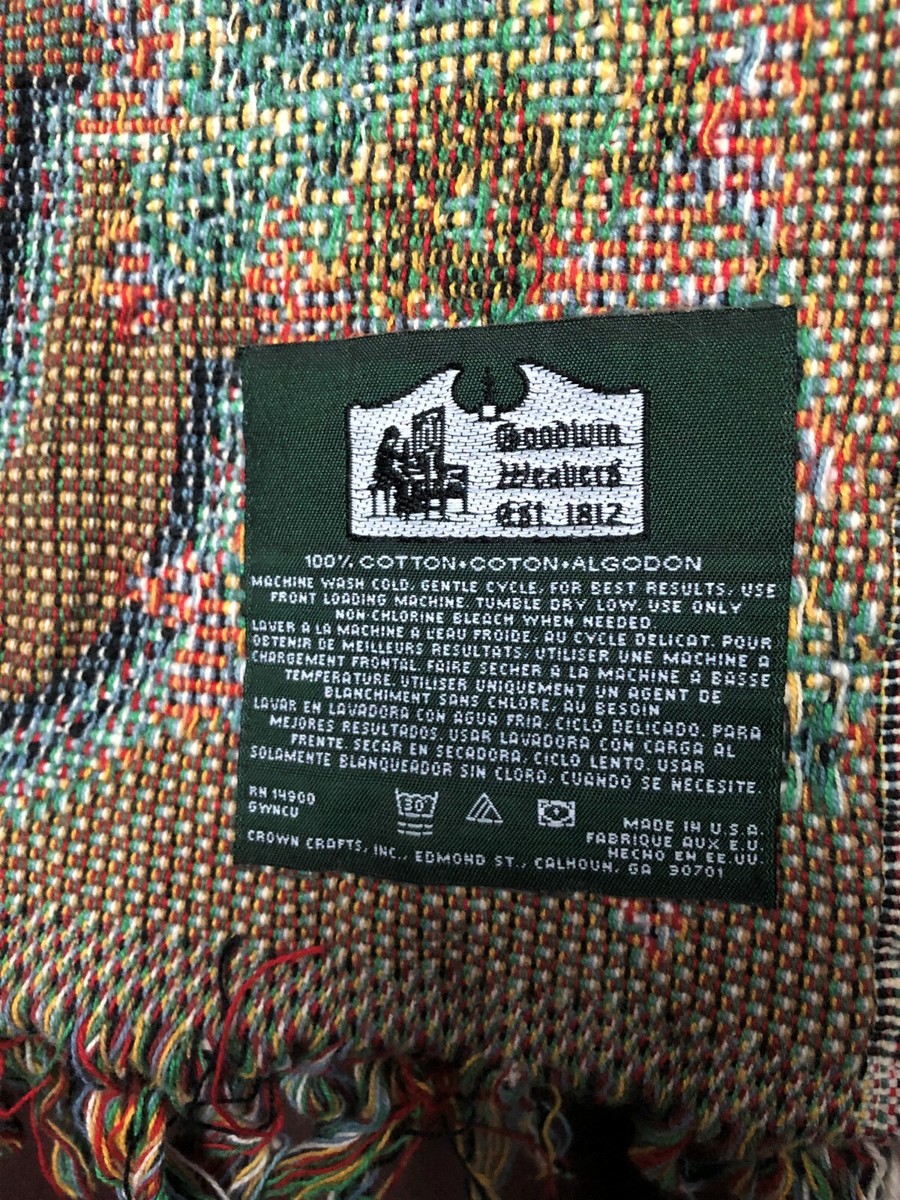 Goodwin
Weavers
Est. 1812
100% COTTON•COTON•ALGODON
MACHINE WASH COLD, GENTLE CYCLE, FOR BEST RESULTS, USE
FRONT LOADING MACHINE, TUMBLE DRY LOW, USE ONLY
NON-CHLORINE BLEACH WHEN NEEDED
LAVER A LA MACHINE A L'EAU FROIDE, AU CYCLE DELICAT, POUR
OBTENIR DE MEILLEURS RESULTATS, UTILISER UNE MACHINE A
CHARGEMENT FRONTAL, FAIRE SECHER A LA MACHINE A BASSE
TEMPERATURE, UTILISER UNIQUEMENT UN AGENT DE
BLANCHIMENT SANS CHLORE, AU BESOIN
LAVAR EN LAVADORA CON AGUA FRIA, CICLO DELICADO, PARA
MEJORES RESULTADOS, USAR LAVADORA CON CARGA AL
FRENTE, SECAR EN SECADORA, CICLO LENTO, USAR
SOLAMENTE BLANQUEADOR SIN CLORO, CUANDO SE NECESITE.
RN 14900
GWNCU
30°
MADE IN U.S.A.
FABRIQUE AUX E.U.
HECHO EN EE.UU.
CROWN CRAFTS, INC., EDMOND ST., CALHOUN, GA 30701